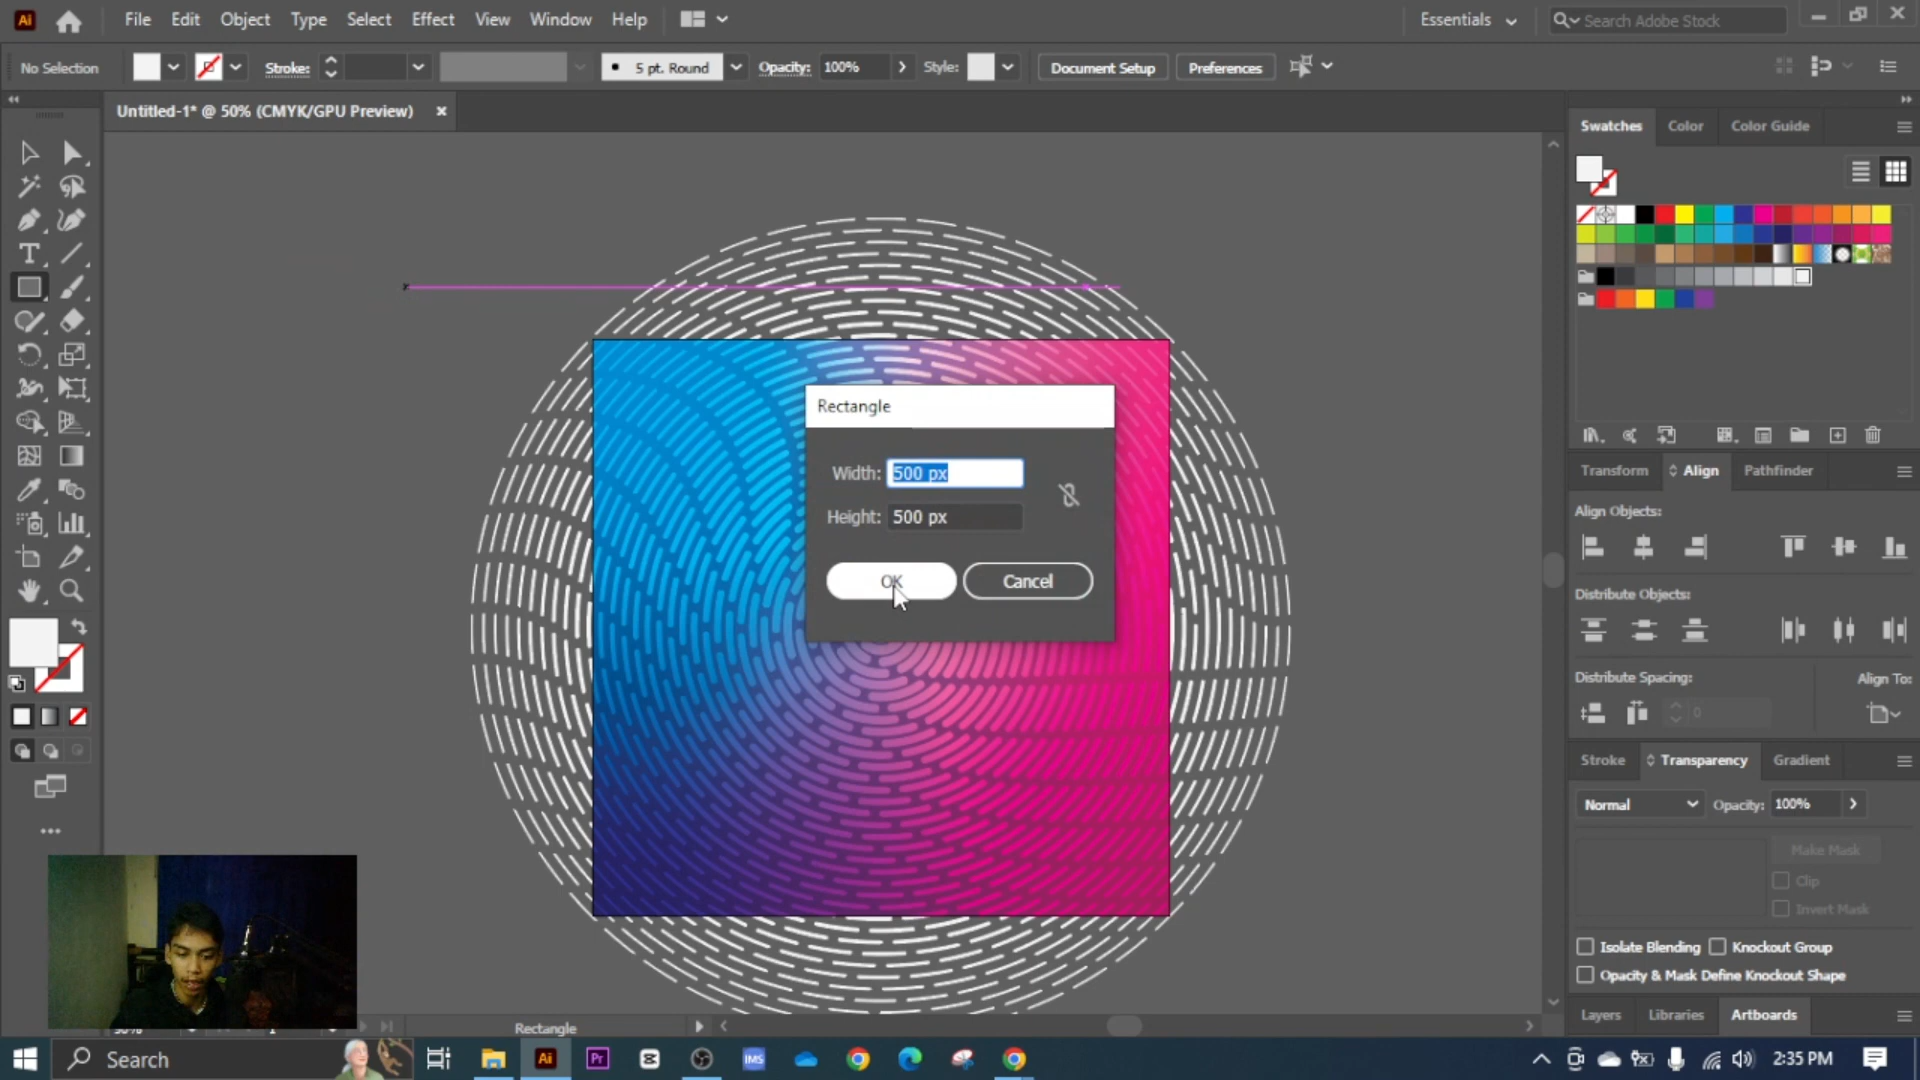 Ai File Edit Object Type Select Effect View Window Help Essentials Search Adobe Stock
No Selection Stroke: 5 pt. Round Opacity: 100% Style: Document Setup Preferences
Untitled-1* @ 50% (CMYK/GPU Preview)
Swatches Color Color Guide
Rectangle
Width: 500 px
Height: 500 px
OK Cancel
Transform Align Pathfinder
Align Objects:
Distribute Objects:
Distribute Spacing: Align To:
0
Stroke Transparency Gradient
Normal Opacity: 100%
Make Mask
Clip
Invert Mask
Isolate Blending Knockout Group
Opacity & Mask Define Knockout Shape
Layers Libraries Artboards
Rectangle
Search Ai Pr IMS 2:35 PM